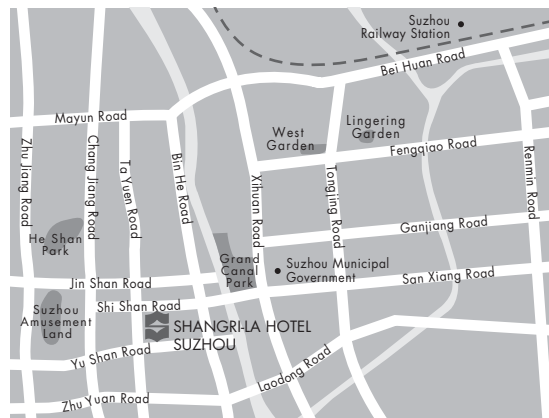 Suzhou
Railway Station
Bei Huan Road
Mayun Road
West
Garden
Lingering
Garden
Fengqiao Road
Zhu Jiang Road
Chang Jiang Road
Ta Yuen Road
Bin He Road
Xihuan Road
Tongjing Road
Renmin Road
Ganjiang Road
He Shan
Park
Grand
Canal
Park
Suzhou Municipal
Government
San Xiang Road
Jin Shan Road
Shi Shan Road
Suzhou
Amusement
Land
SHANGRI-LA HOTEL
SUZHOU
Yu Shan Road
Laodong Road
Zhu Yuan Road